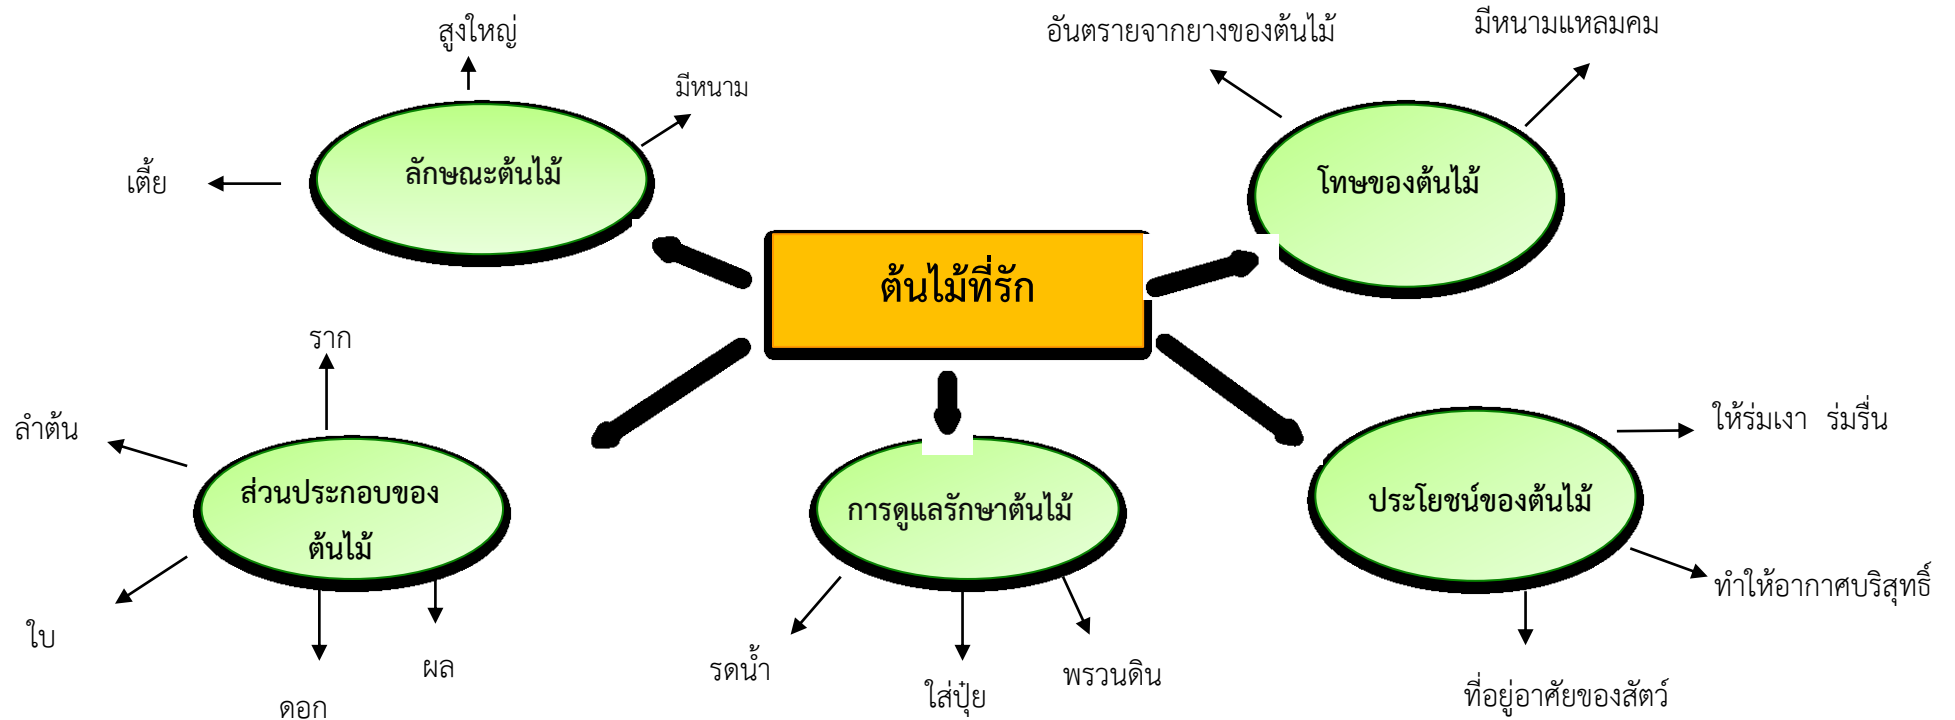 สูงใหญ่
มีหนาม
เตี้ย
ลักษณะต้นไม้
อันตรายจากยางของต้นไม้
มีหนามแหลมคม
โทษของต้นไม้
ต้นไม้ที่รัก
ราก
ลำต้น
ส่วนประกอบของ
ต้นไม้
ใบ
ดอก
ผล
การดูแลรักษาต้นไม้
รดน้ำ
ใส่ปุ๋ย
พรวนดิน
ประโยชน์ของต้นไม้
ให้ร่มเงา ร่มรื่น
ทำให้อากาศบริสุทธิ์
ที่อยู่อาศัยของสัตว์